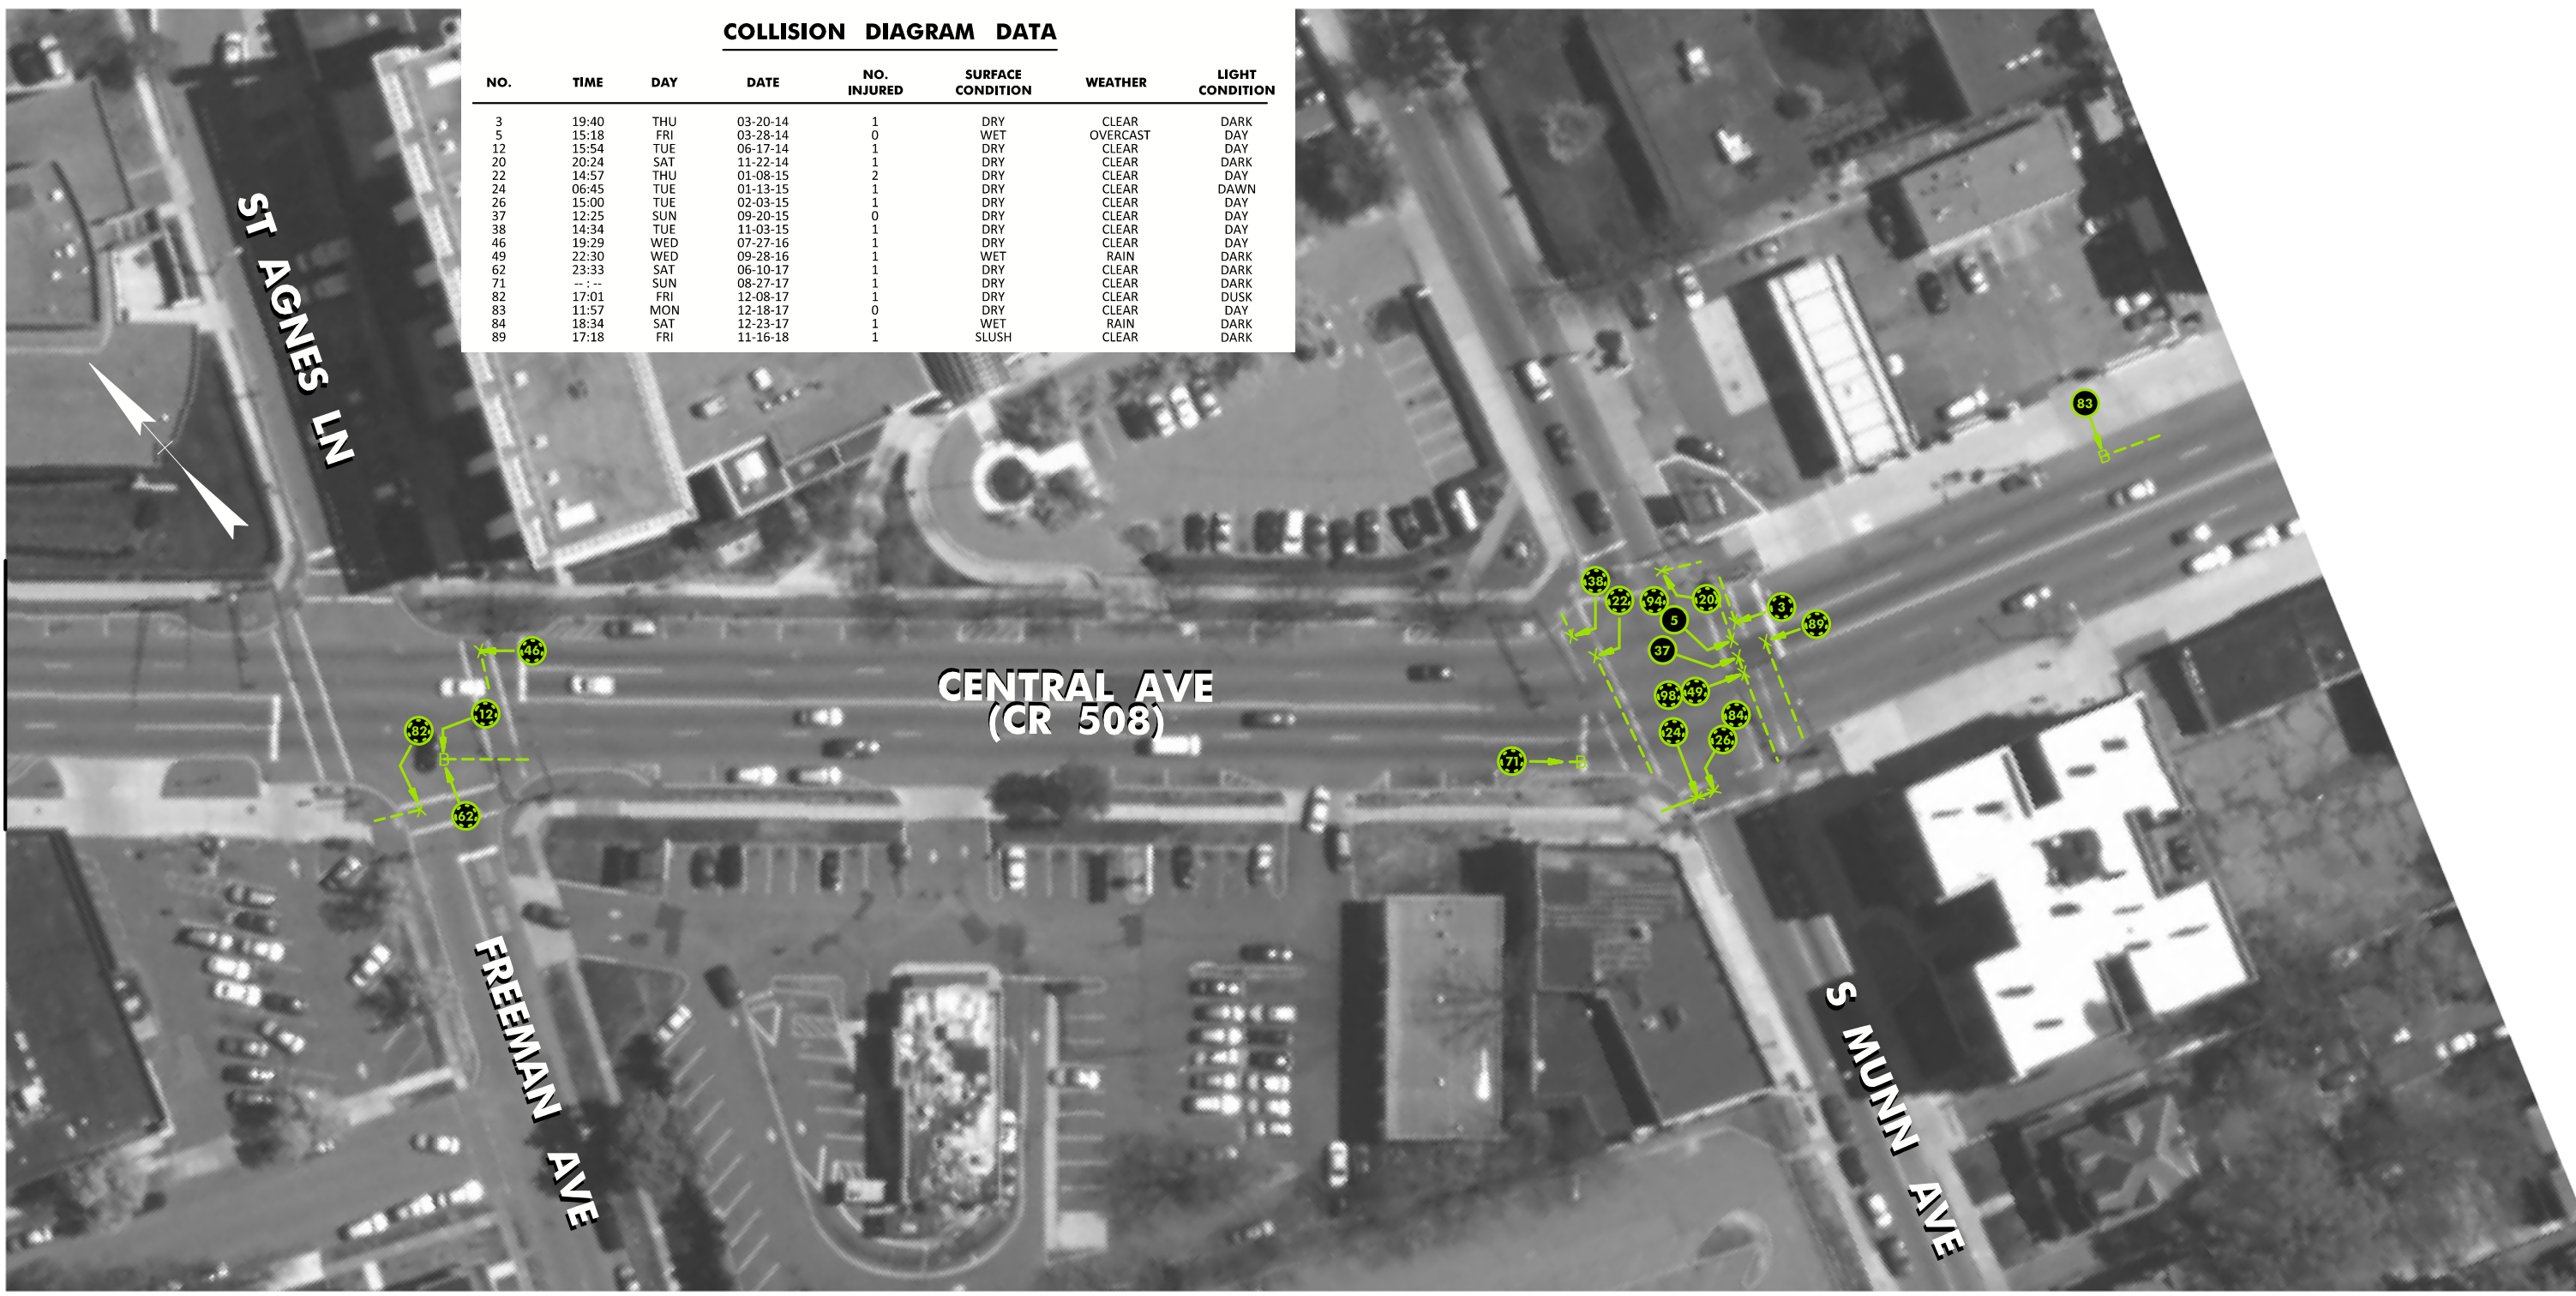 COLLISION DIAGRAM DATA
NO. TIME DAY DATE NO. INJURED SURFACE CONDITION WEATHER LIGHT CONDITION
3 19:40 THU 03-20-14 1 DRY CLEAR DARK
5 15:18 FRI 03-28-14 0 WET OVERCAST DAY
12 15:54 TUE 06-17-14 1 DRY CLEAR DAY
20 20:24 SAT 11-22-14 1 DRY CLEAR DARK
22 14:57 THU 01-08-15 2 DRY CLEAR DAY
24 06:45 TUE 01-13-15 1 DRY CLEAR DAWN
26 15:00 TUE 02-03-15 1 DRY CLEAR DAY
37 12:25 SUN 09-20-15 0 DRY CLEAR DAY
38 14:34 TUE 11-03-15 1 DRY CLEAR DAY
46 19:29 WED 07-27-16 1 DRY CLEAR DAY
49 22:30 WED 09-28-16 1 WET RAIN DARK
62 23:33 SAT 06-10-17 1 DRY CLEAR DARK
71 --:-- SUN 08-27-17 1 DRY CLEAR DARK
82 17:01 FRI 12-08-17 1 DRY CLEAR DUSK
83 11:57 MON 12-18-17 0 DRY CLEAR DAY
84 18:34 SAT 12-23-17 1 WET RAIN DARK
89 17:18 FRI 11-16-18 1 SLUSH CLEAR DARK
ST AGNES LN
83
B
38
22
94
20
3
5
89
37
46
CENTRAL AVE
(CR 508)
98
49
12
84
82
24
26
B
71
B
62
FREEMAN AVE
S MUNN AVE